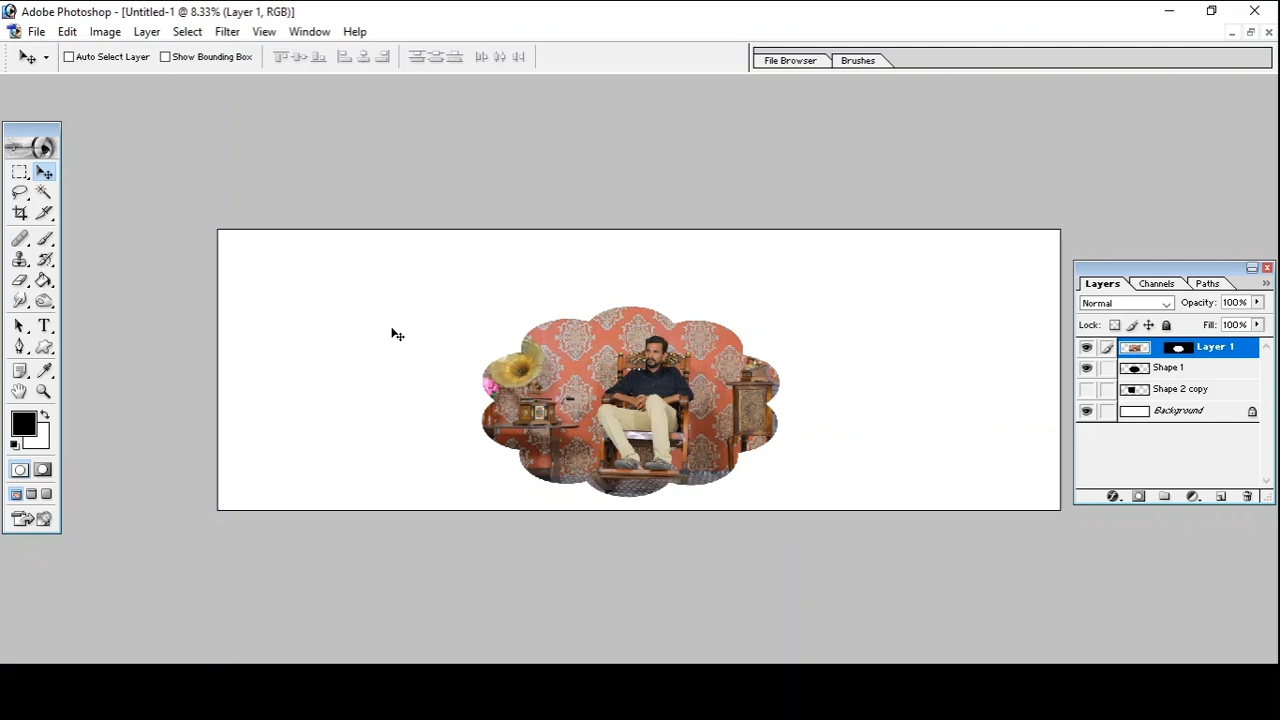 Adobe Photoshop - [Untitled-1 @ 8.33% (Layer 1, RGB)]
File Edit Image Layer Select Filter View Window Help
Auto Select Layer Show Bounding Box
File Browser Brushes
Layers Channels Paths
Normal Opacity: 100%
Lock: Fill: 100%
Layer 1
Shape 1
Shape 2 copy
Background